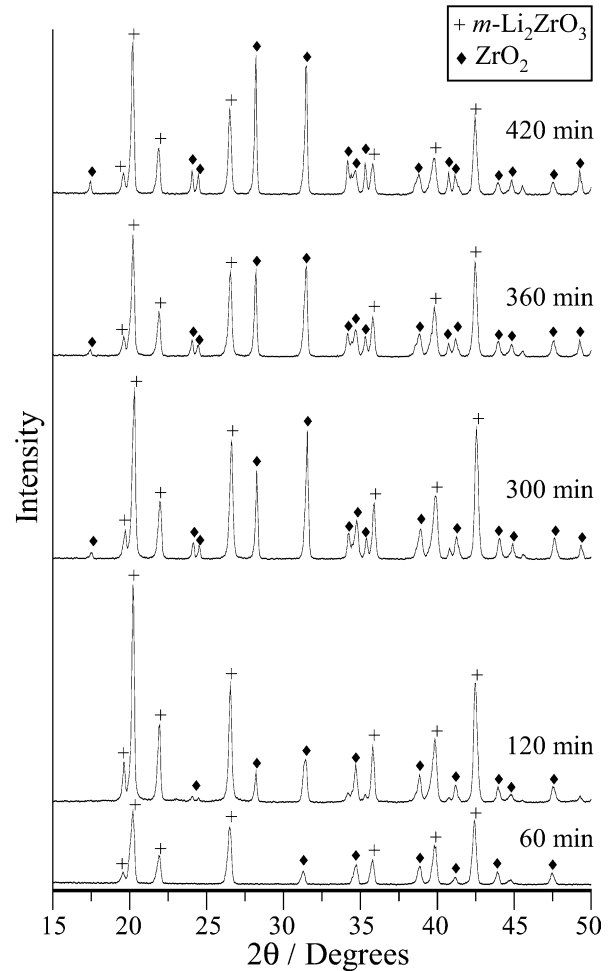 + m-Li₂ZrO₃
♦ ZrO₂
420 min
360 min
300 min
120 min
60 min
Intensity
15 20 25 30 35 40 45 50
2θ / Degrees